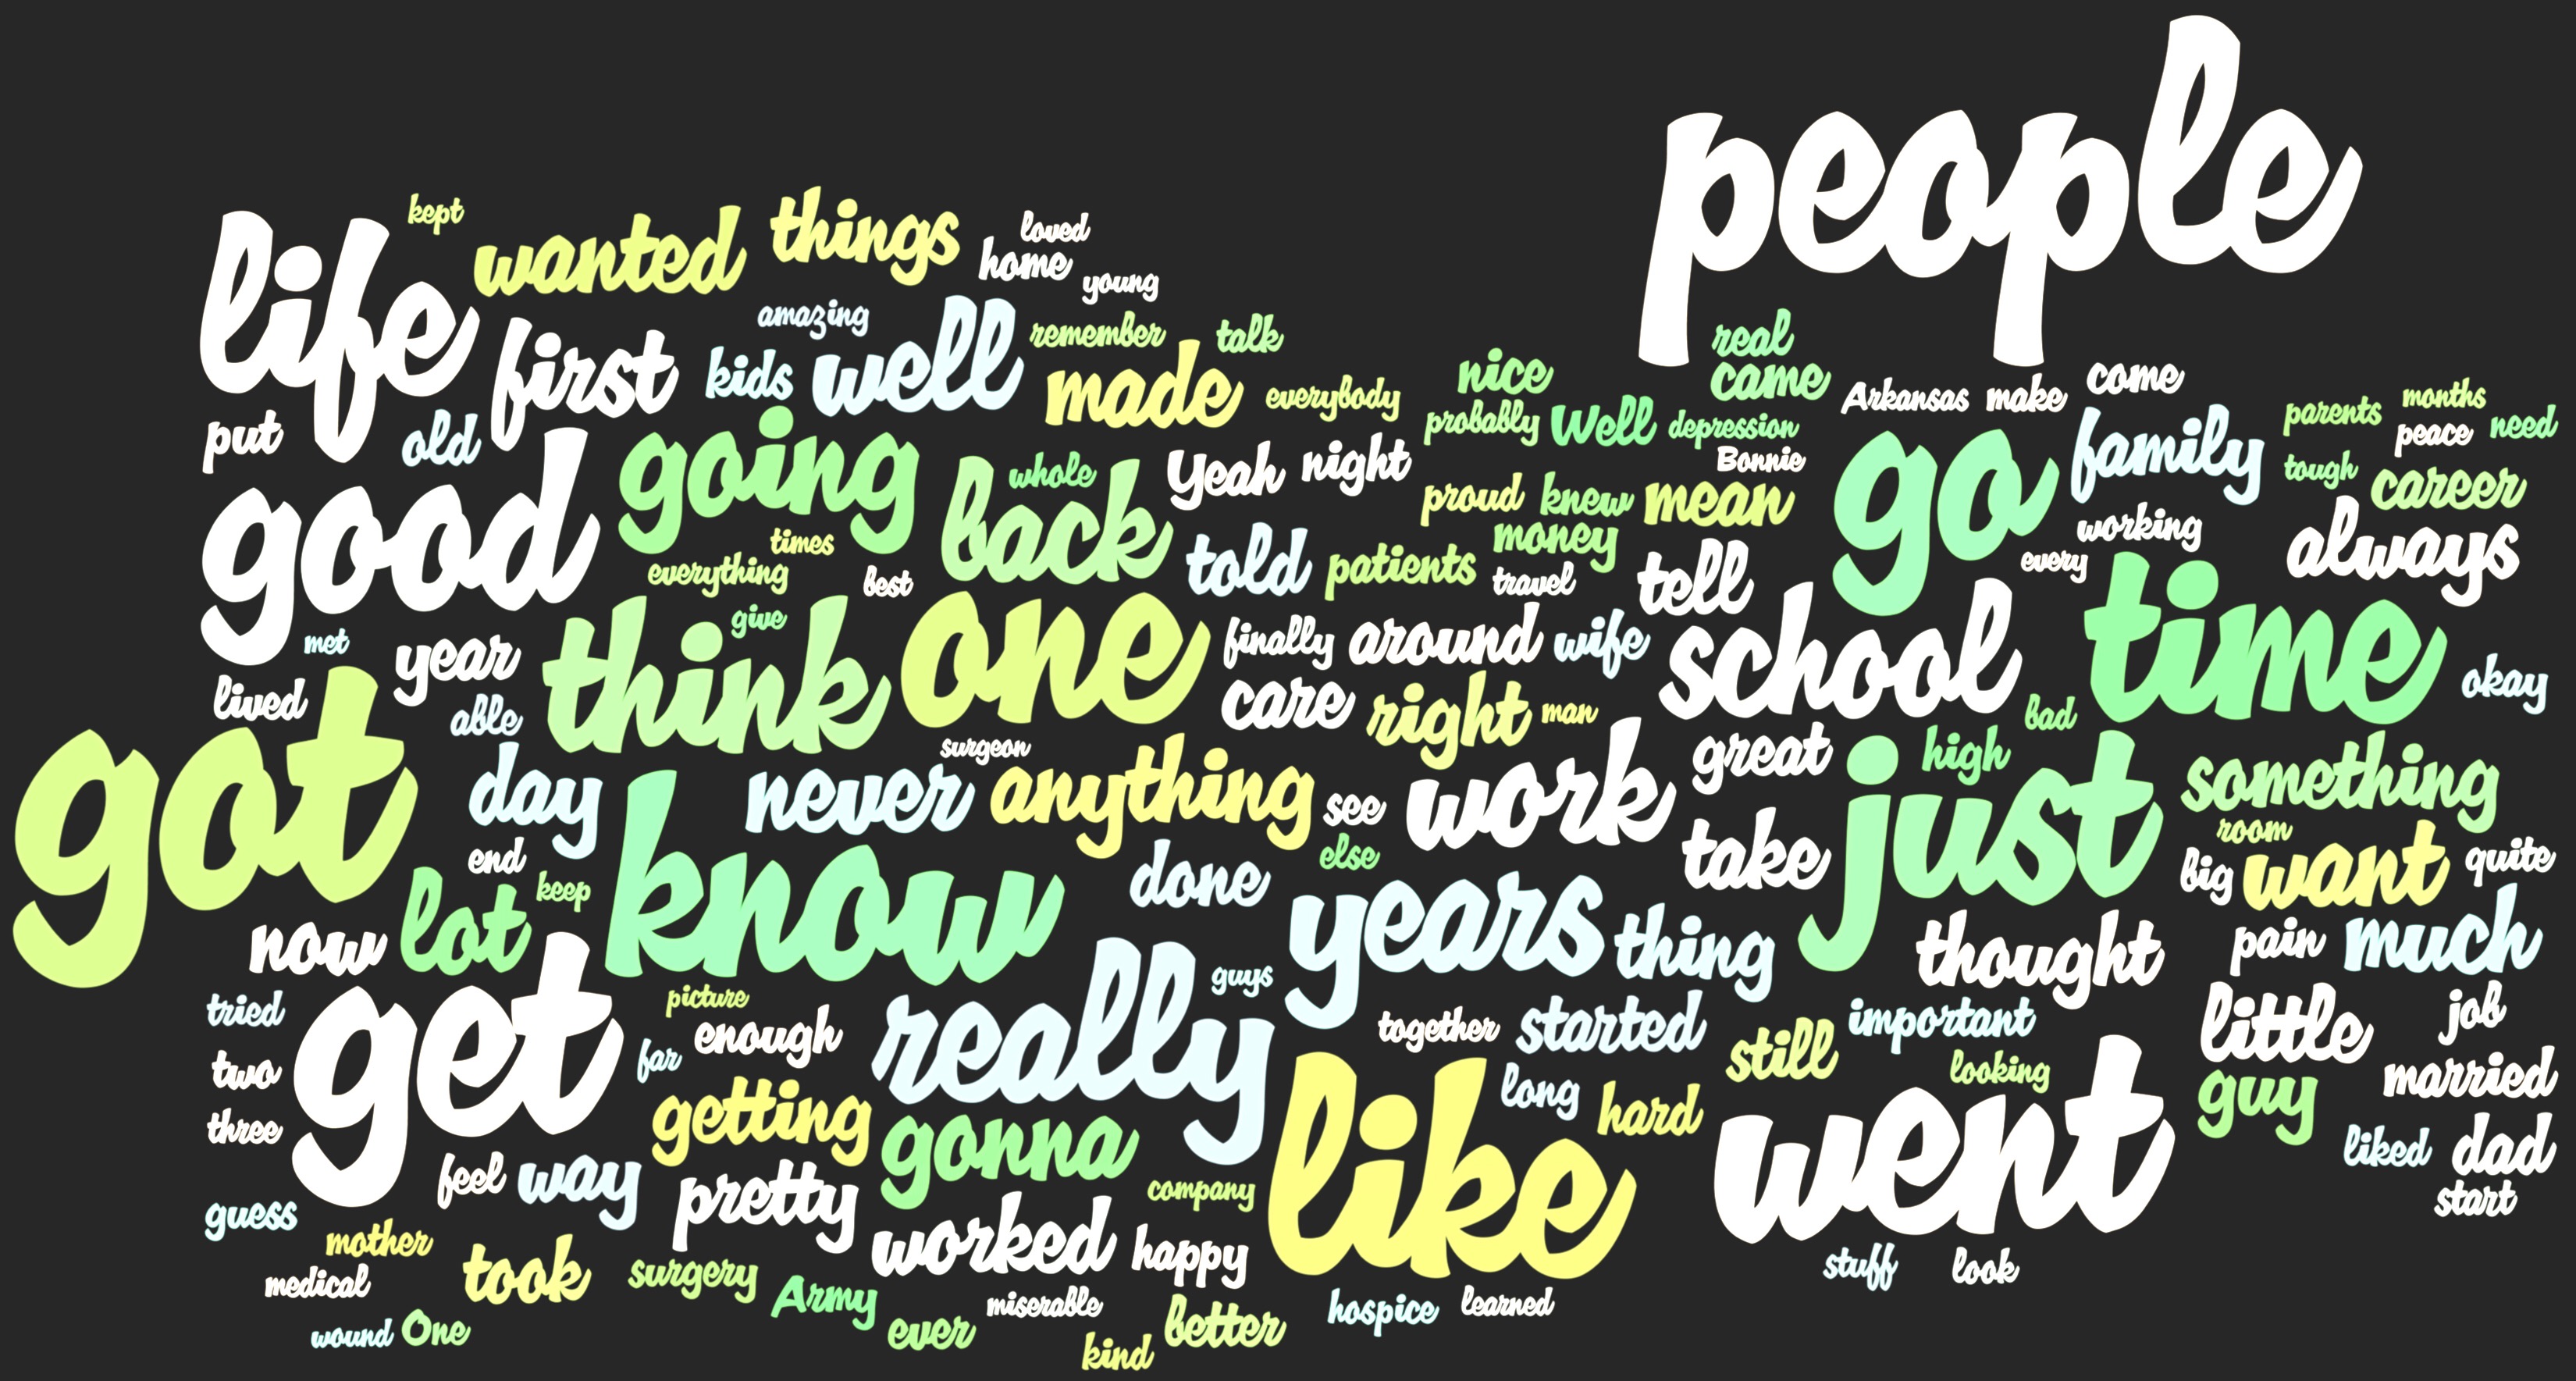 people
kept
wanted
things
loved
home
young
life
first
amazing
kids
well
remember
talk
made
everybody
nice
real
came
Arkansas
make
come
parents
months
peace
need
put
old
going
whole
back
Yeah
night
probably
Well
depression
Bonnie
go
family
tough
career
good
times
everything
best
told
patients
proud
knew
mean
money
travel
tell
working
every
always
met
year
think
give
one
finally
around
wife
school
time
okay
lived
able
care
right
man
bad
got
day
surgeon
never
anything
see
work
great
high
just
something
room
end
keep
know
done
else
take
big
want
quite
now
lot
years
thing
thought
pain
much
tried
get
picture
enough
really
guys
together
started
still
important
little
job
two
far
looking
married
three
getting
gonna
like
long
hard
went
guy
liked
dad
start
feel
way
pretty
company
guess
mother
took
worked
happy
stuff
look
medical
surgery
Army
miserable
hospice
learned
wound
One
ever
better
kind